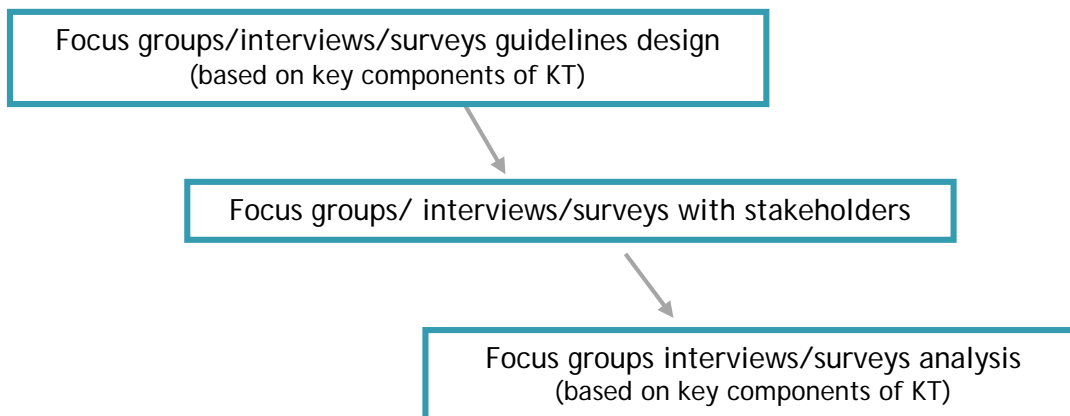 Focus groups/interviews/surveys guidelines design
(based on key components of KT)
Focus groups/ interviews/surveys with stakeholders
Focus groups interviews/surveys analysis
(based on key components of KT)